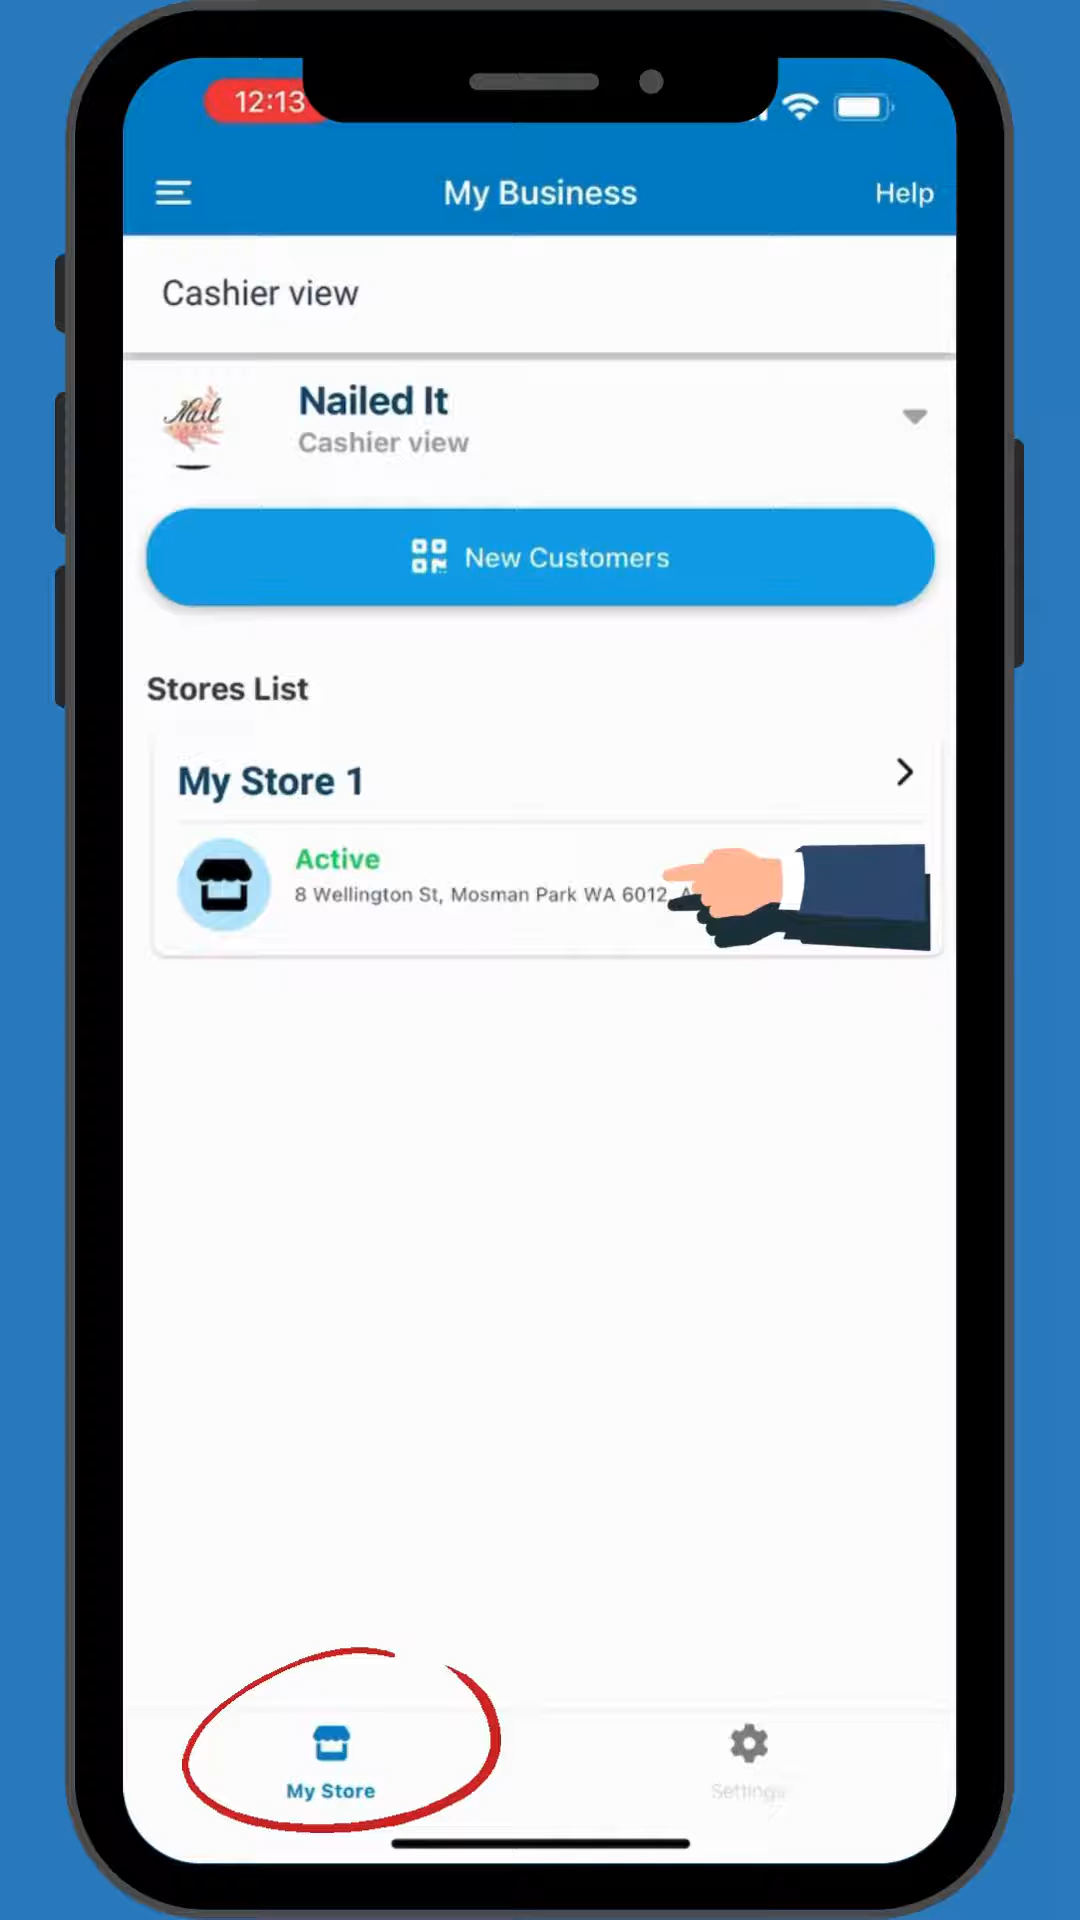 12:13
My Business
Help
Cashier view
Nail
Nailed It
Cashier view
New Customers
Stores List
My Store 1
Active
8 Wellington St, Mosman Park WA 6012, A
My Store
Settings